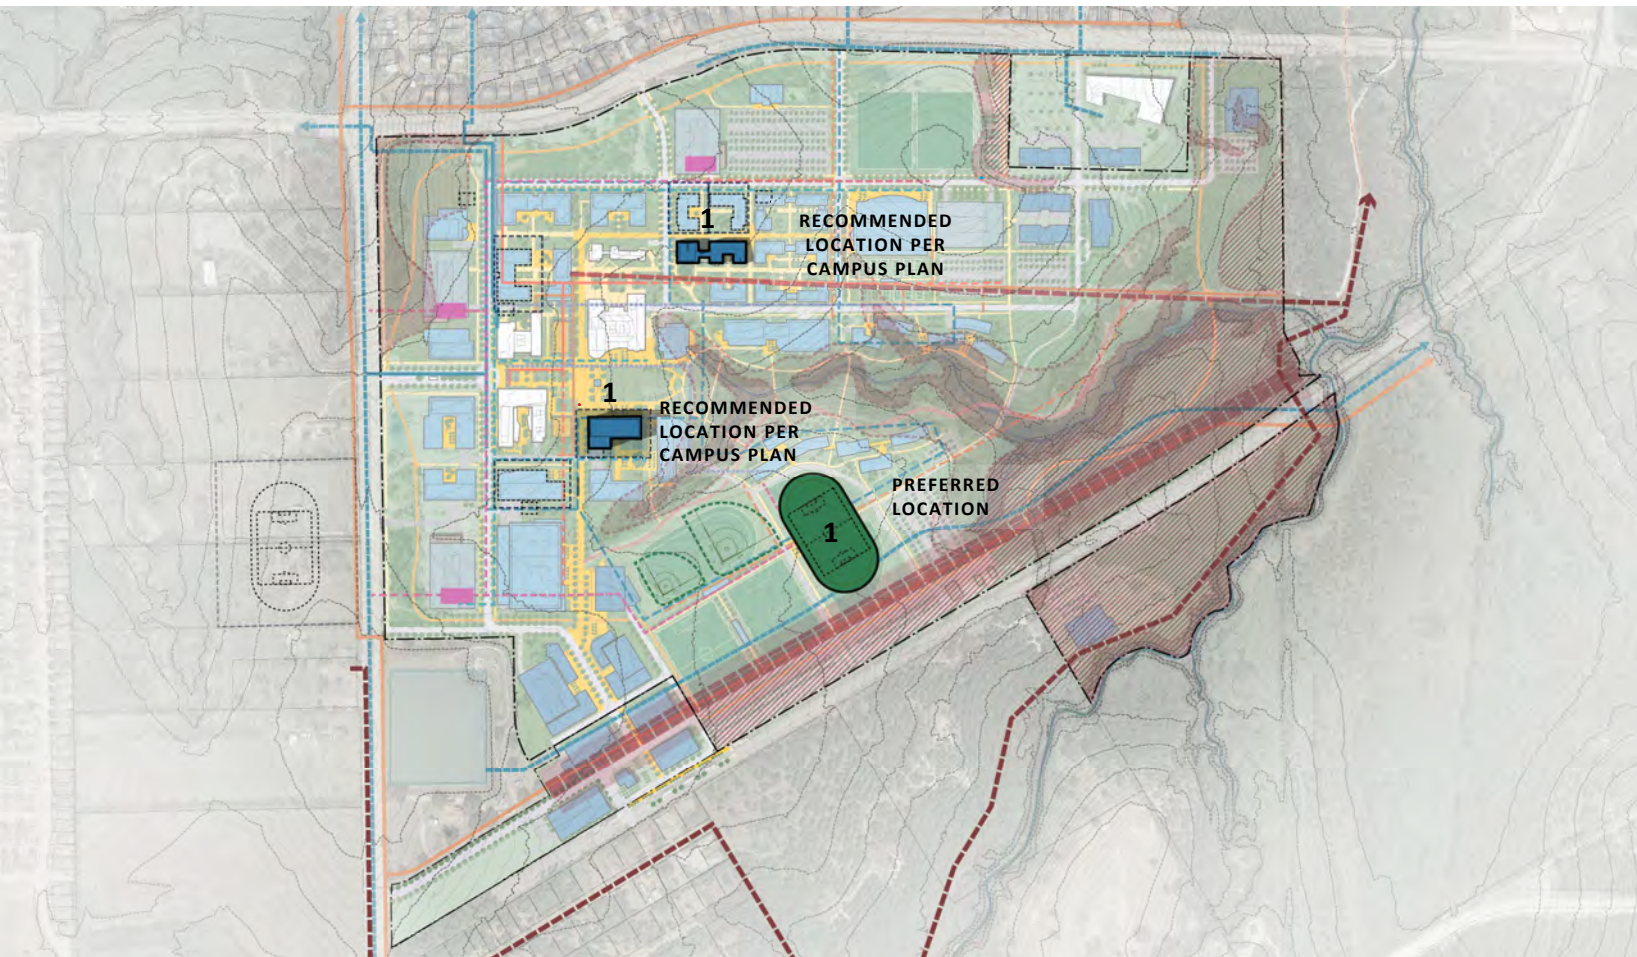 1
RECOMMENDED
LOCATION PER
CAMPUS PLAN
1
RECOMMENDED
LOCATION PER
CAMPUS PLAN
PREFERRED
LOCATION
1